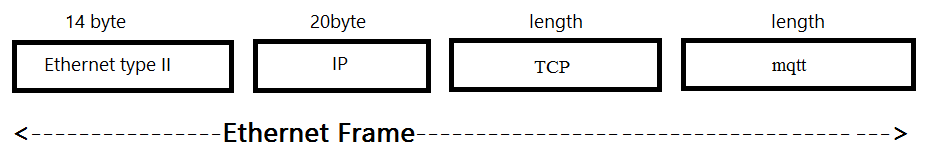 14 byte 20byte length length
Ethernet type II IP TCP mqtt
<----------------Ethernet Frame------------------------------------------>